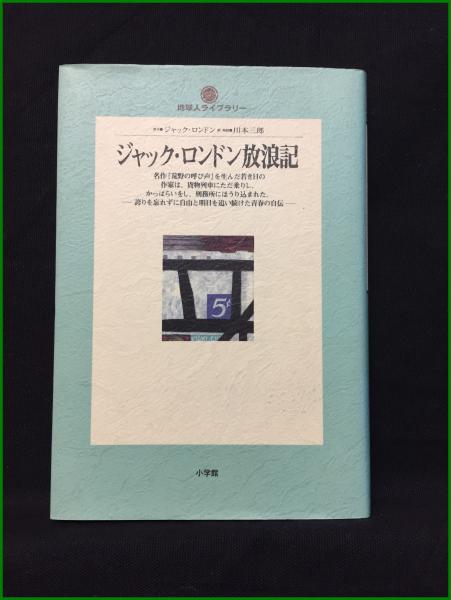 地球人ライブラリー
ジャック・ロンドン 川本三郎
ジャック・ロンドン放浪記
名作『荒野の呼び声』を生んだ若き日の
作家は、貨物列車にただ乗りし、
かっぱらいをし、刑務所にほうり込まれた。
―誇りを忘れずに自由と明日を追い続けた青春の自伝―
5
小学館